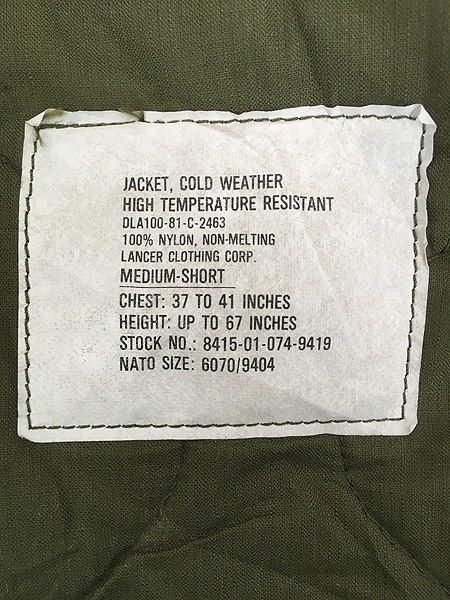 JACKET, COLD WEATHER
HIGH TEMPERATURE RESISTANT
DLA100-81-C-2463
100% NYLON, NON-MELTING
LANCER CLOTHING CORP.
MEDIUM-SHORT
CHEST: 37 TO 41 INCHES
HEIGHT: UP TO 67 INCHES
STOCK NO.: 8415-01-074-9419
NATO SIZE: 6070/9404